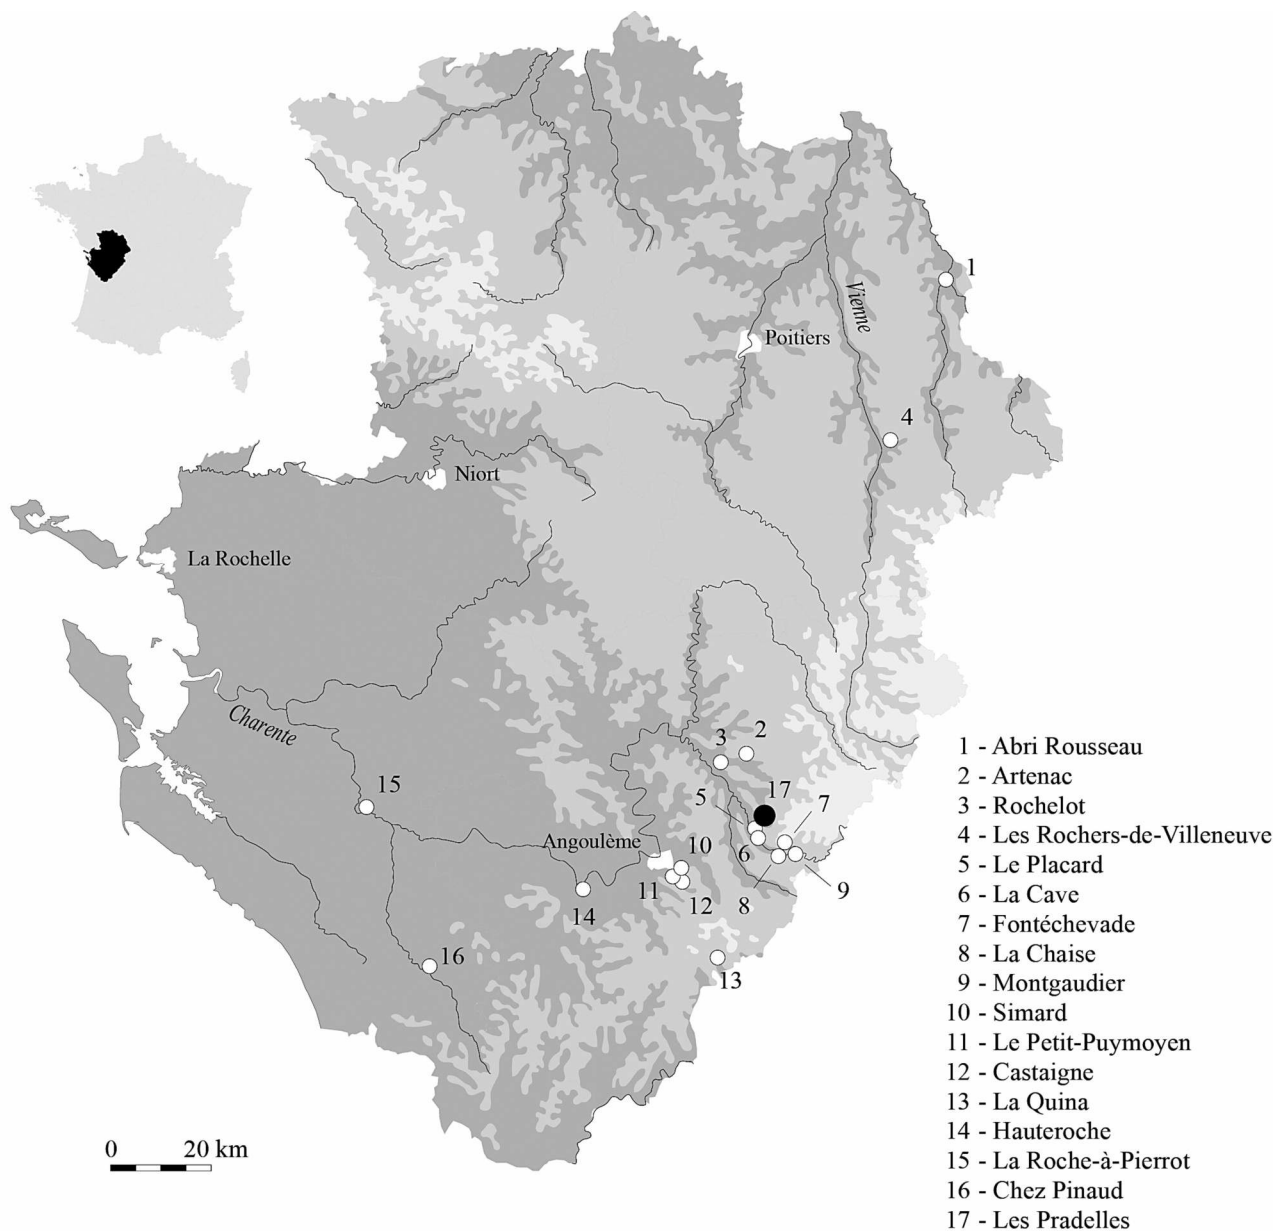 1
Vienne
Poitiers
4
Niort
La Rochelle
Charente
3
2
17
5
7
15
Angoulême
10
6
11
12
8
9
14
16
13
0 20 km
1 - Abri Rousseau
2 - Artenac
3 - Rochelot
4 - Les Rochers-de-Villeneuve
5 - Le Placard
6 - La Cave
7 - Fontéchevade
8 - La Chaise
9 - Montgaudier
10 - Simard
11 - Le Petit-Puymoyen
12 - Castaigne
13 - La Quina
14 - Hauteroche
15 - La Roche-à-Pierrot
16 - Chez Pinaud
17 - Les Pradelles